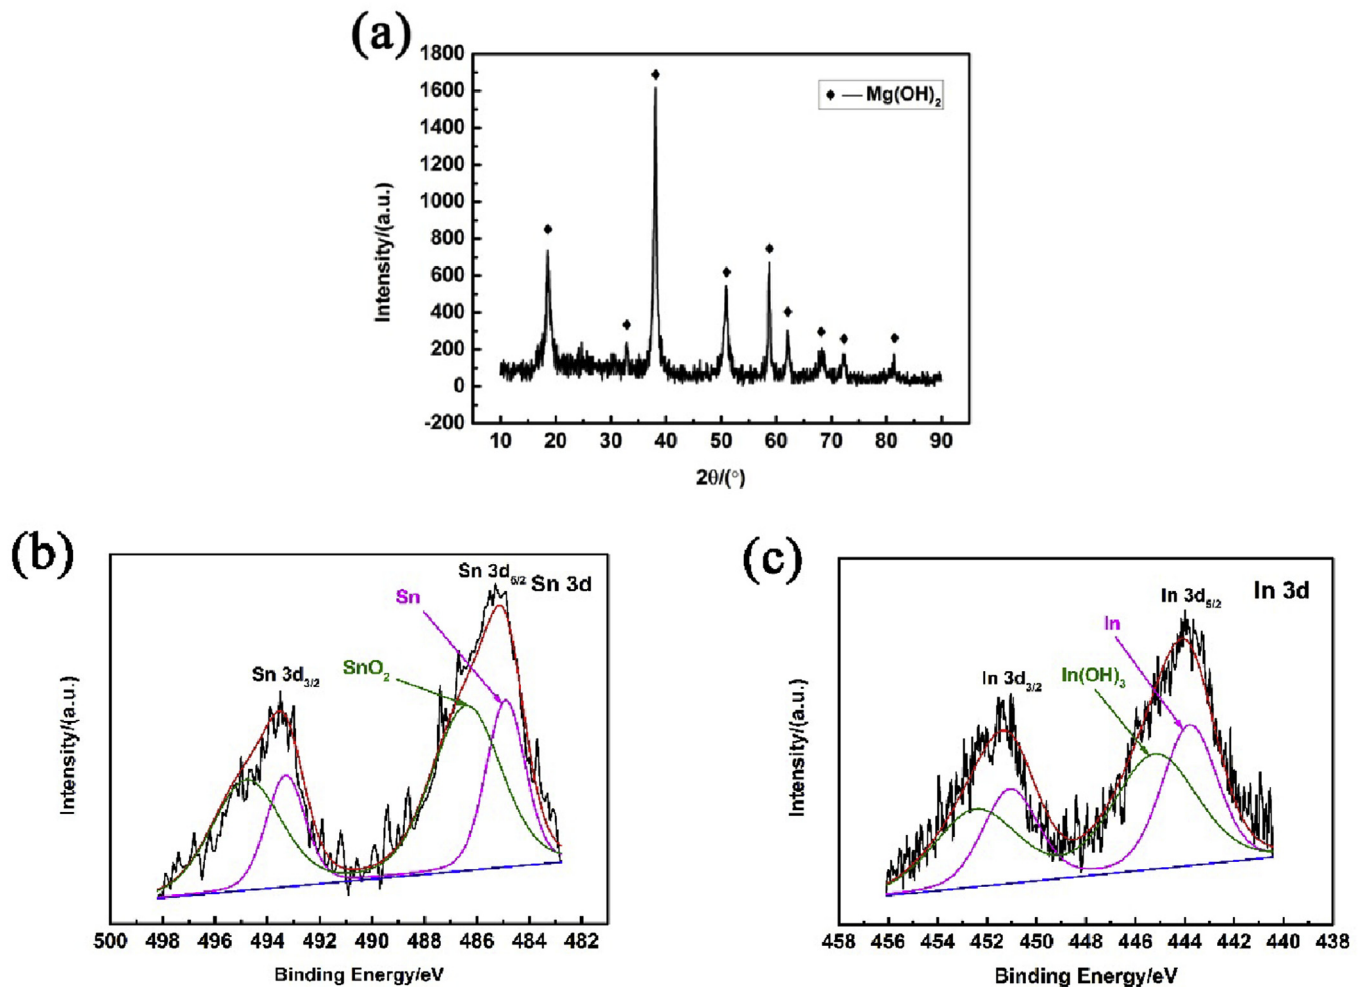 (a)
1800
1600
1400
1200
1000
800
600
400
200
0
-200
Intensity/(a.u.)
Mg(OH)₂
10 20 30 40 50 60 70 80 90
2θ/(°)
(b)
Sn 3d₅/₂ Sn 3d
Sn
SnO₂
Sn 3d₃/₂
Intensity/(a.u.)
500 498 496 494 492 490 488 486 484 482
Binding Energy/eV
(c)
In 3d₅/₂ In 3d
In
In(OH)₃
In 3d₃/₂
Intensity/(a.u.)
458 456 454 452 450 448 446 444 442 440 438
Binding Energy/eV